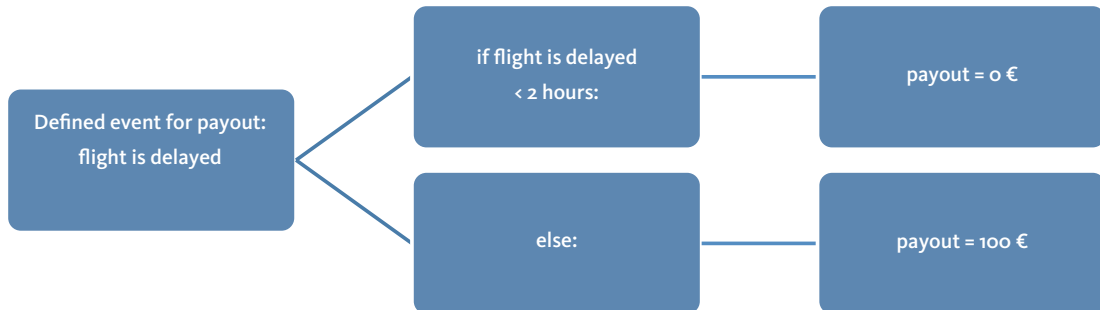 Defined event for payout:
flight is delayed
if flight is delayed
< 2 hours:
payout = 0 €
else:
payout = 100 €